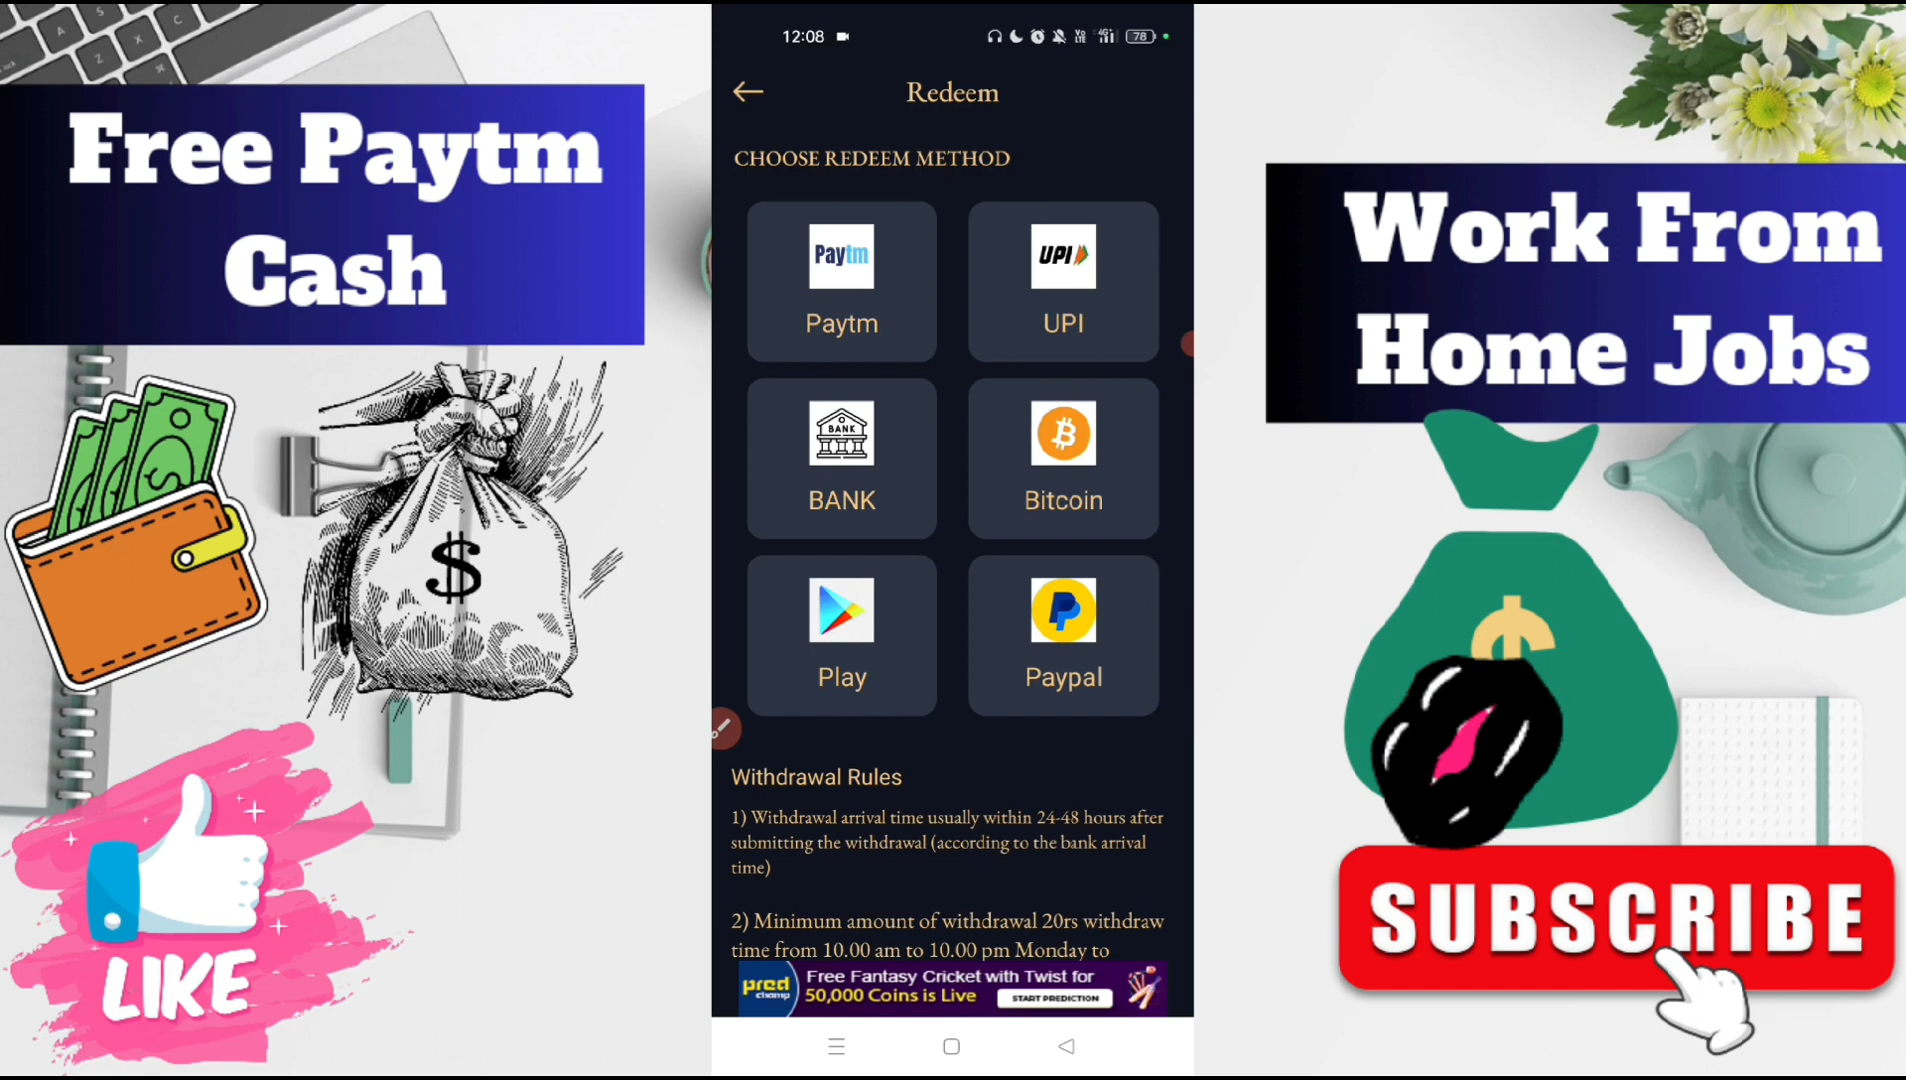 Free Paytm
Cash
12:08
Vo
LTE
4G+
78
Redeem
CHOOSE REDEEM METHOD
Paytm
Paytm
UPI
UPI
BANK
BANK
Bitcoin
Play
Paypal
Withdrawal Rules
1) Withdrawal arrival time usually within 24-48 hours after
submitting the withdrawal (according to the bank arrival
time)
2) Minimum amount of withdrawal 20rs withdraw
time from 10.00 am to 10.00 pm Monday to
pred
champ
Free Fantasy Cricket with Twist for
50,000 Coins is Live
START PREDICTION
Work From
Home Jobs
$
LIKE
SUBSCRIBE